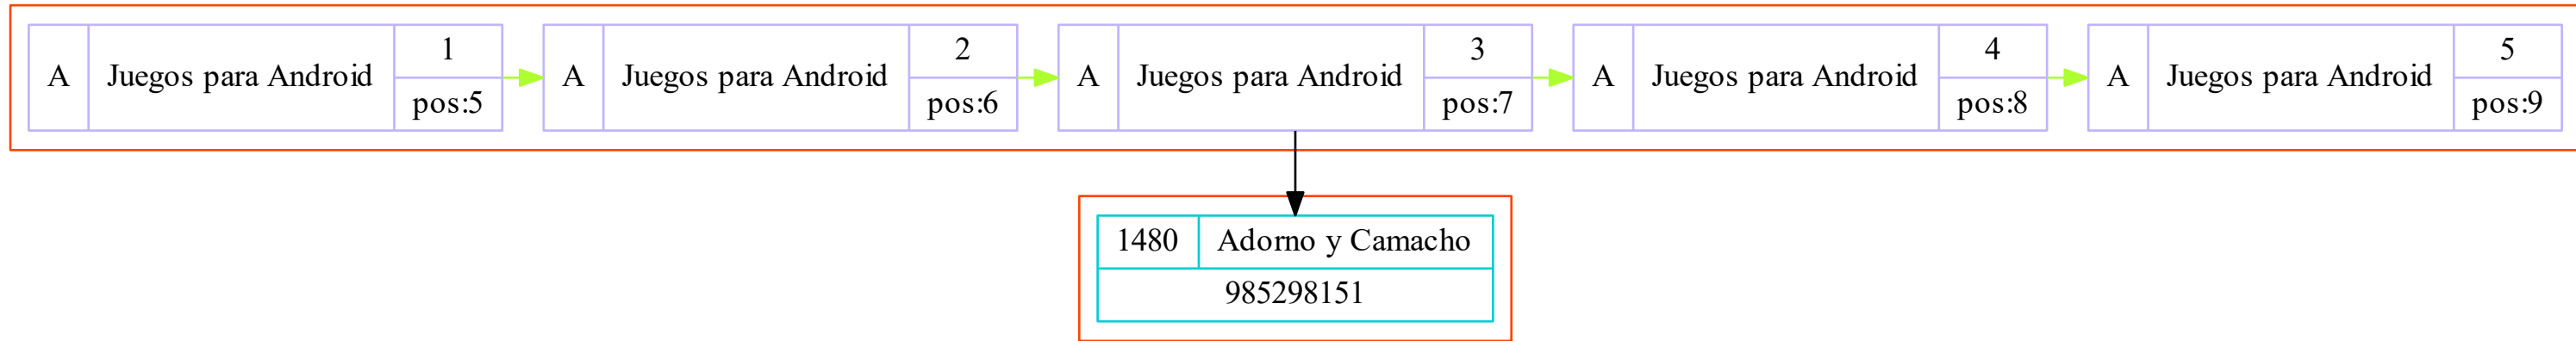 A Juegos para Android 1 pos:5
A Juegos para Android 2 pos:6
A Juegos para Android 3 pos:7
A Juegos para Android 4 pos:8
A Juegos para Android 5 pos:9
1480 Adorno y Camacho
985298151